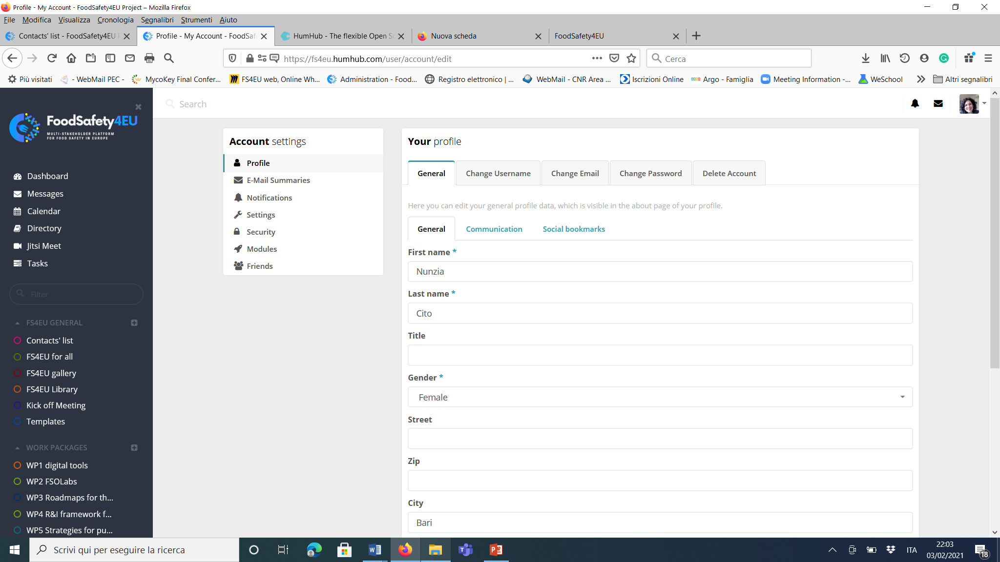 Profile - My Account - FoodSafety4EU Project – Mozilla Firefox
File Modifica Visualizza Cronologia Segnalibri Strumenti Aiuto
Contacts' list - FoodSafety4EU P
Profile - My Account - FoodSafe
HumHub - The flexible Open So
Nuova scheda
FoodSafety4EU
https://fs4eu.humhub.com/user/account/edit
Cerca
Più visitati
- WebMail PEC -
MycoKey Final Confer...
FS4EU web, Online Wh...
Administration - Food...
Registro elettronico | ...
WebMail - CNR Area ...
Iscrizioni Online
Argo - Famiglia
Meeting Information -...
WeSchool
Altri segnalibri
FoodSafety4EU
MULTI-STAKEHOLDER PLATFORM
FOR FOOD SAFETY IN EUROPE
Dashboard
Messages
Calendar
Directory
Jitsi Meet
Tasks
Filter
FS4EU GENERAL
Contacts' list
FS4EU for all
FS4EU gallery
FS4EU Library
Kick off Meeting
Templates
WORK PACKAGES
WP1 digital tools
WP2 FSOLabs
WP3 Roadmaps for th...
WP4 R&I framework f...
WP5 Strategies for pu...
Search
Account settings
Profile
E-Mail Summaries
Notifications
Settings
Security
Modules
Friends
Your profile
General
Change Username
Change Email
Change Password
Delete Account
Here you can edit your general profile data, which is visible in the about page of your profile.
General
Communication
Social bookmarks
First name *
Nunzia
Last name *
Cito
Title
Gender *
Female
Street
Zip
City
Bari
Scrivi qui per eseguire la ricerca
ITA
22:03
03/02/2021
18